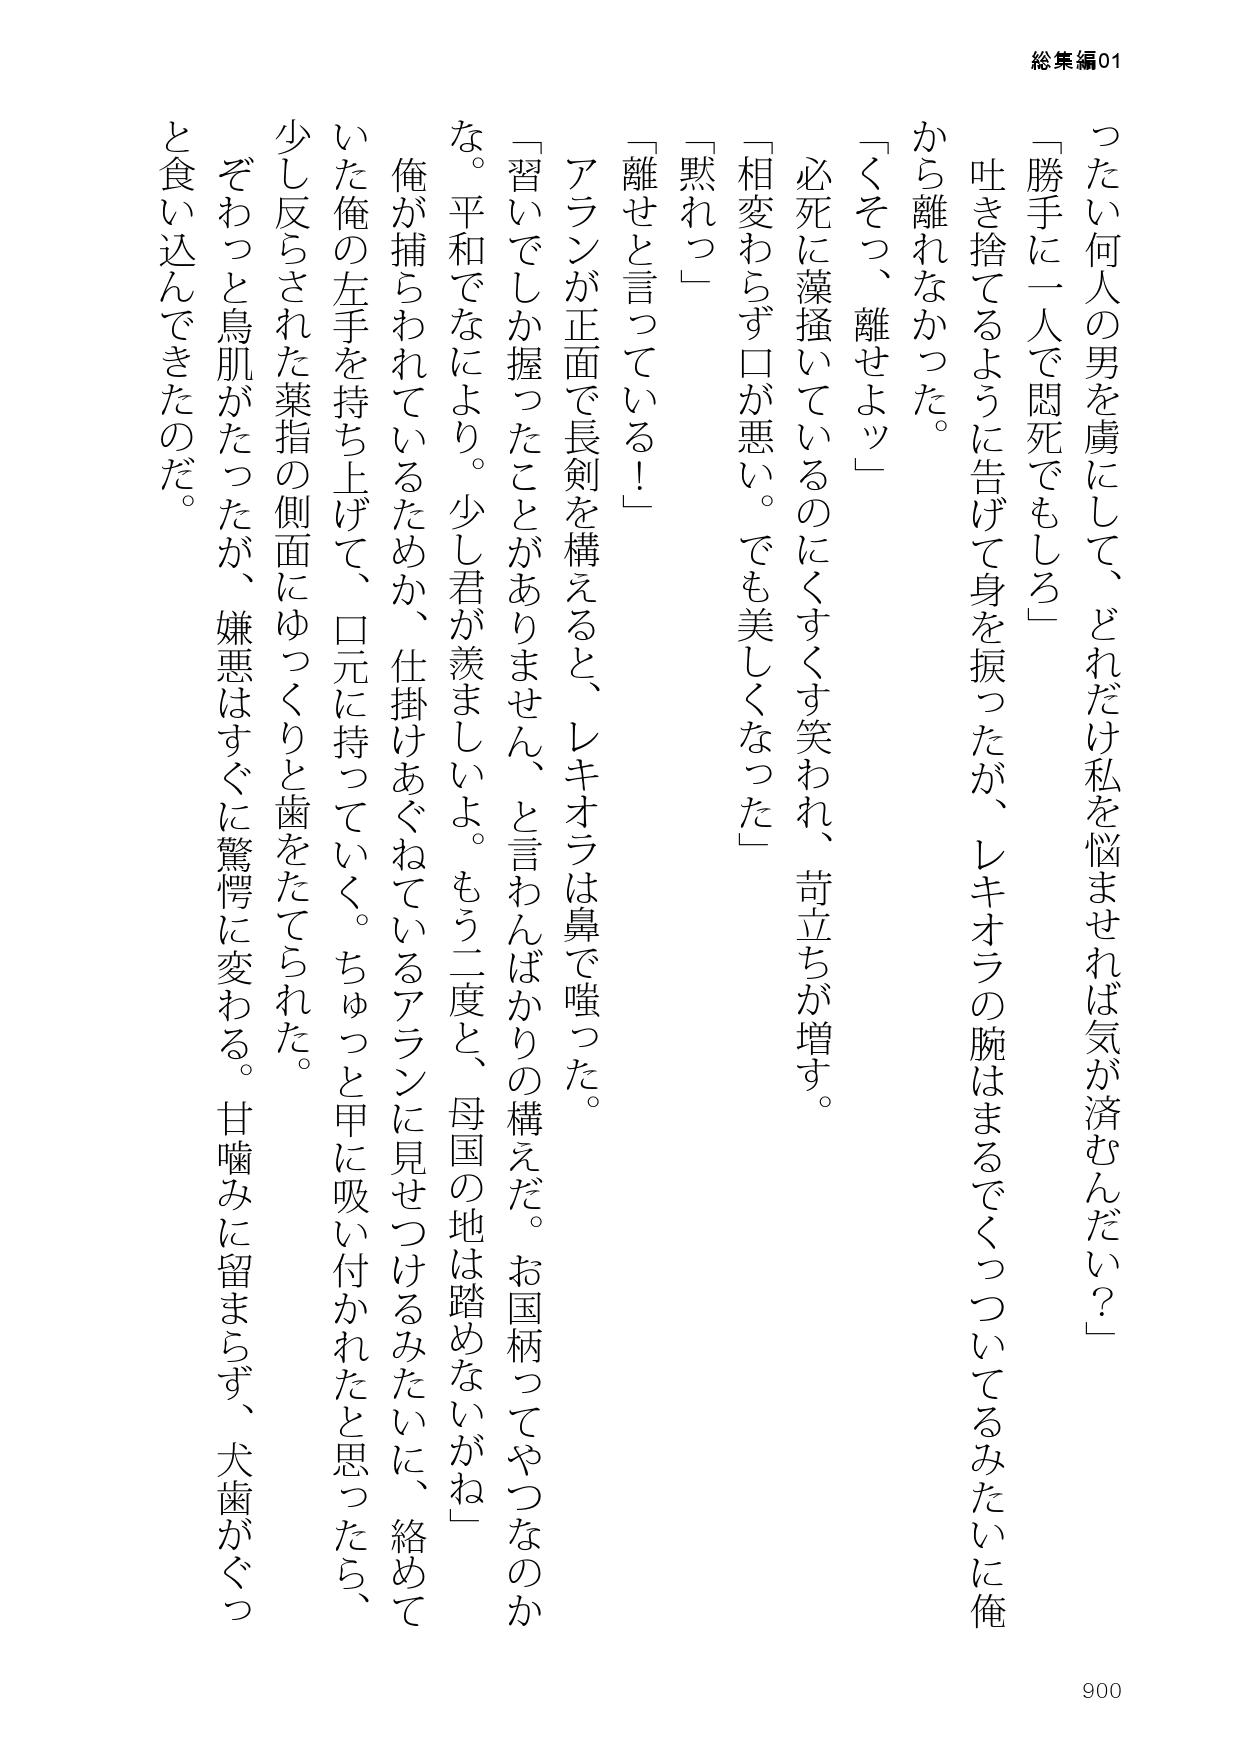 総集編01
ったい何人の男を虜にして、どれだけ私を悩ませれば気が済むんだい？」
「勝手に一人で悶死でもしろ」
　吐き捨てるように告げて身を捩ったが、レキオラの腕はまるでくっついてるみたいに俺
から離れなかった。
「くそっ、離せよッ」
　必死に藻掻いているのにくすくす笑われ、苛立ちが増す。
「相変わらず口が悪い。でも美しくなった」
「黙れっ」
「離せと言っている！」
　アランが正面で長剣を構えると、レキオラは鼻で嗤った。
「習いでしか握ったことがありません、と言わんばかりの構えだ。お国柄ってやつなのか
な。平和でなにより。少し君が羨ましいよ。もう二度と、母国の地は踏めないがね」
　俺が捕らわれているためか、仕掛けあぐねているアランに見せつけるみたいに、絡めて
いた俺の左手を持ち上げて、口元に持っていく。ちゅっと甲に吸い付かれたと思ったら、
少し反らされた薬指の側面にゆっくりと歯をたてられた。
　ぞわっと鳥肌がたったが、嫌悪はすぐに驚愕に変わる。甘噛みに留まらず、犬歯がぐっ
と食い込んできたのだ。
900